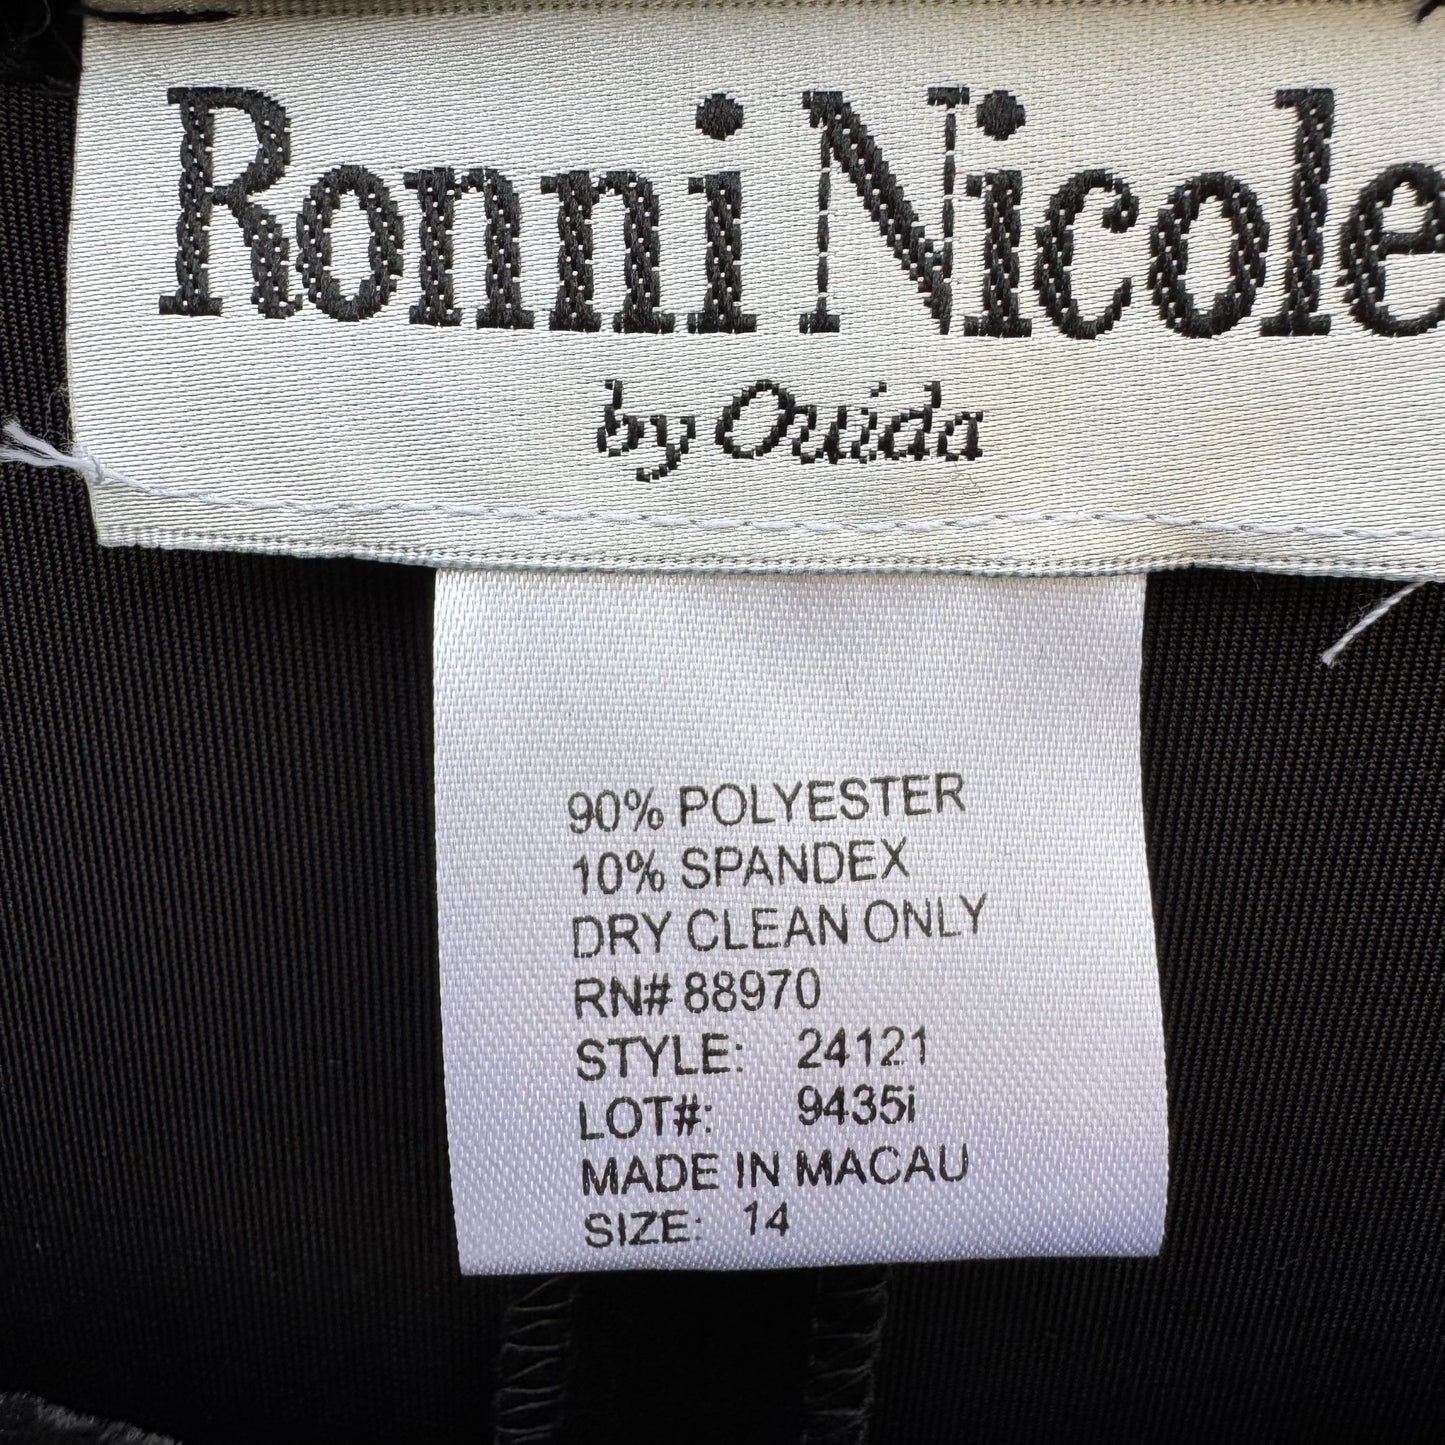 Ronni Nicole
by Ouida
90% POLYESTER
10% SPANDEX
DRY CLEAN ONLY
RN# 88970
STYLE: 24121
LOT#: 9435i
MADE IN MACAU
SIZE: 14